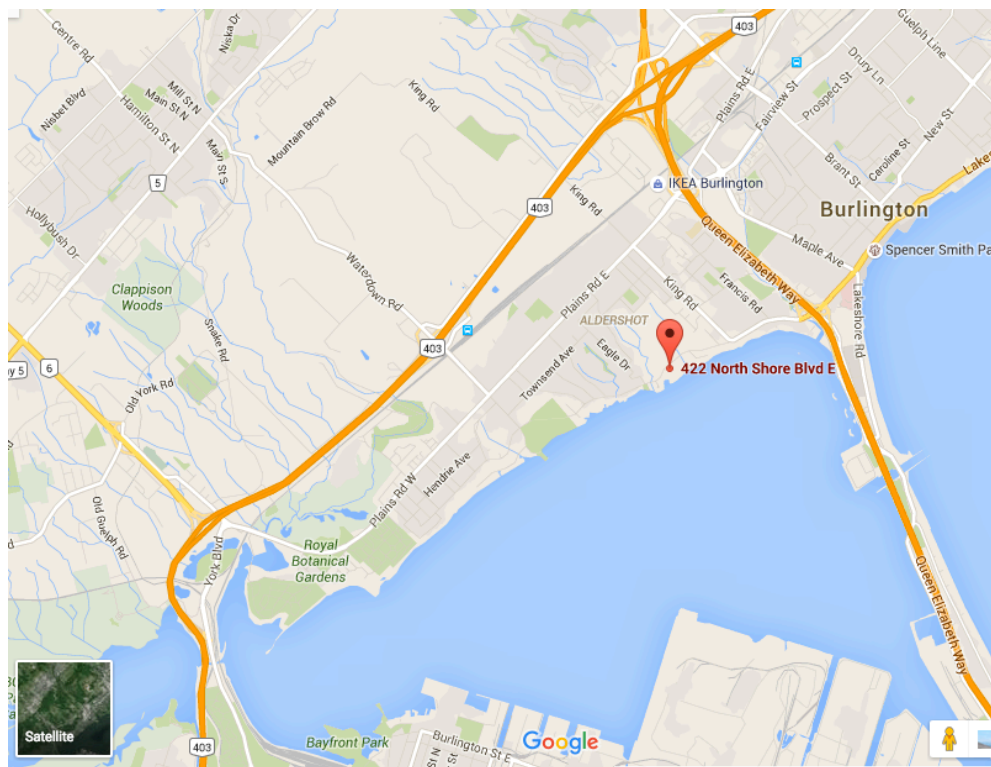 403
Guelph Line
Niska Dr
Centre Rd
Drury Ln
Plains Rd E
Fairview St
Prospect St
Mill St N
Main St N
Nisbet Blvd
Hamilton St N
King Rd
Mountain Brow Rd
New St
Caroline St
Main St S
Brant St
Lakes
5
IKEA Burlington
King Rd
403
Burlington
Hollybush Dr
Queen Elizabeth Way
Maple Ave
Spencer Smith Pa
Waterdown Rd
Plains Rd E
Clappison
Woods
King Rd
Francis Rd
Lakeshore Rd
ALDERSHOT
Snake Rd
403
Eagle Dr
422 North Shore Blvd E
y 5
6
Townsend Ave
Old York Rd
Hendrie Ave
Plains Rd W
Old Guelph Rd
York Blvd
Royal
Botanical
Gardens
Queen Elizabeth Way
Satellite
403
Bayfront Park
Burlington St E
St N
Google